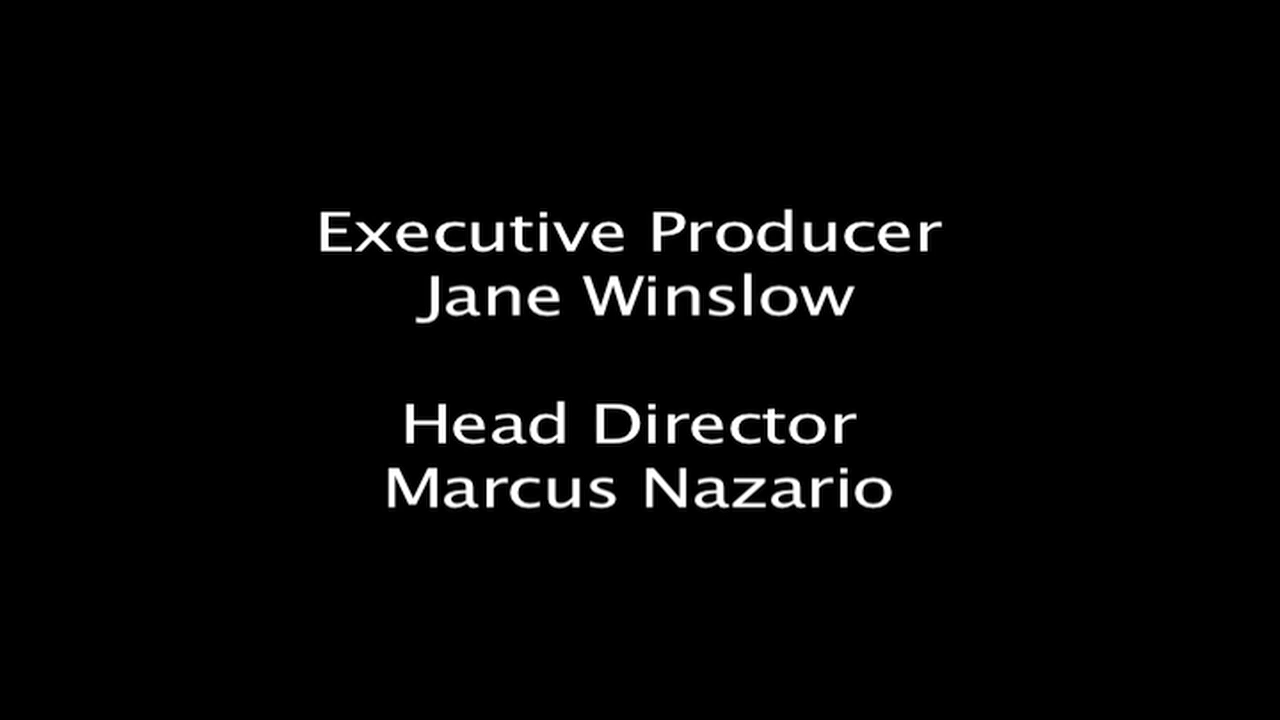 Executive Producer
Jane Winslow
Head Director
Marcus Nazario